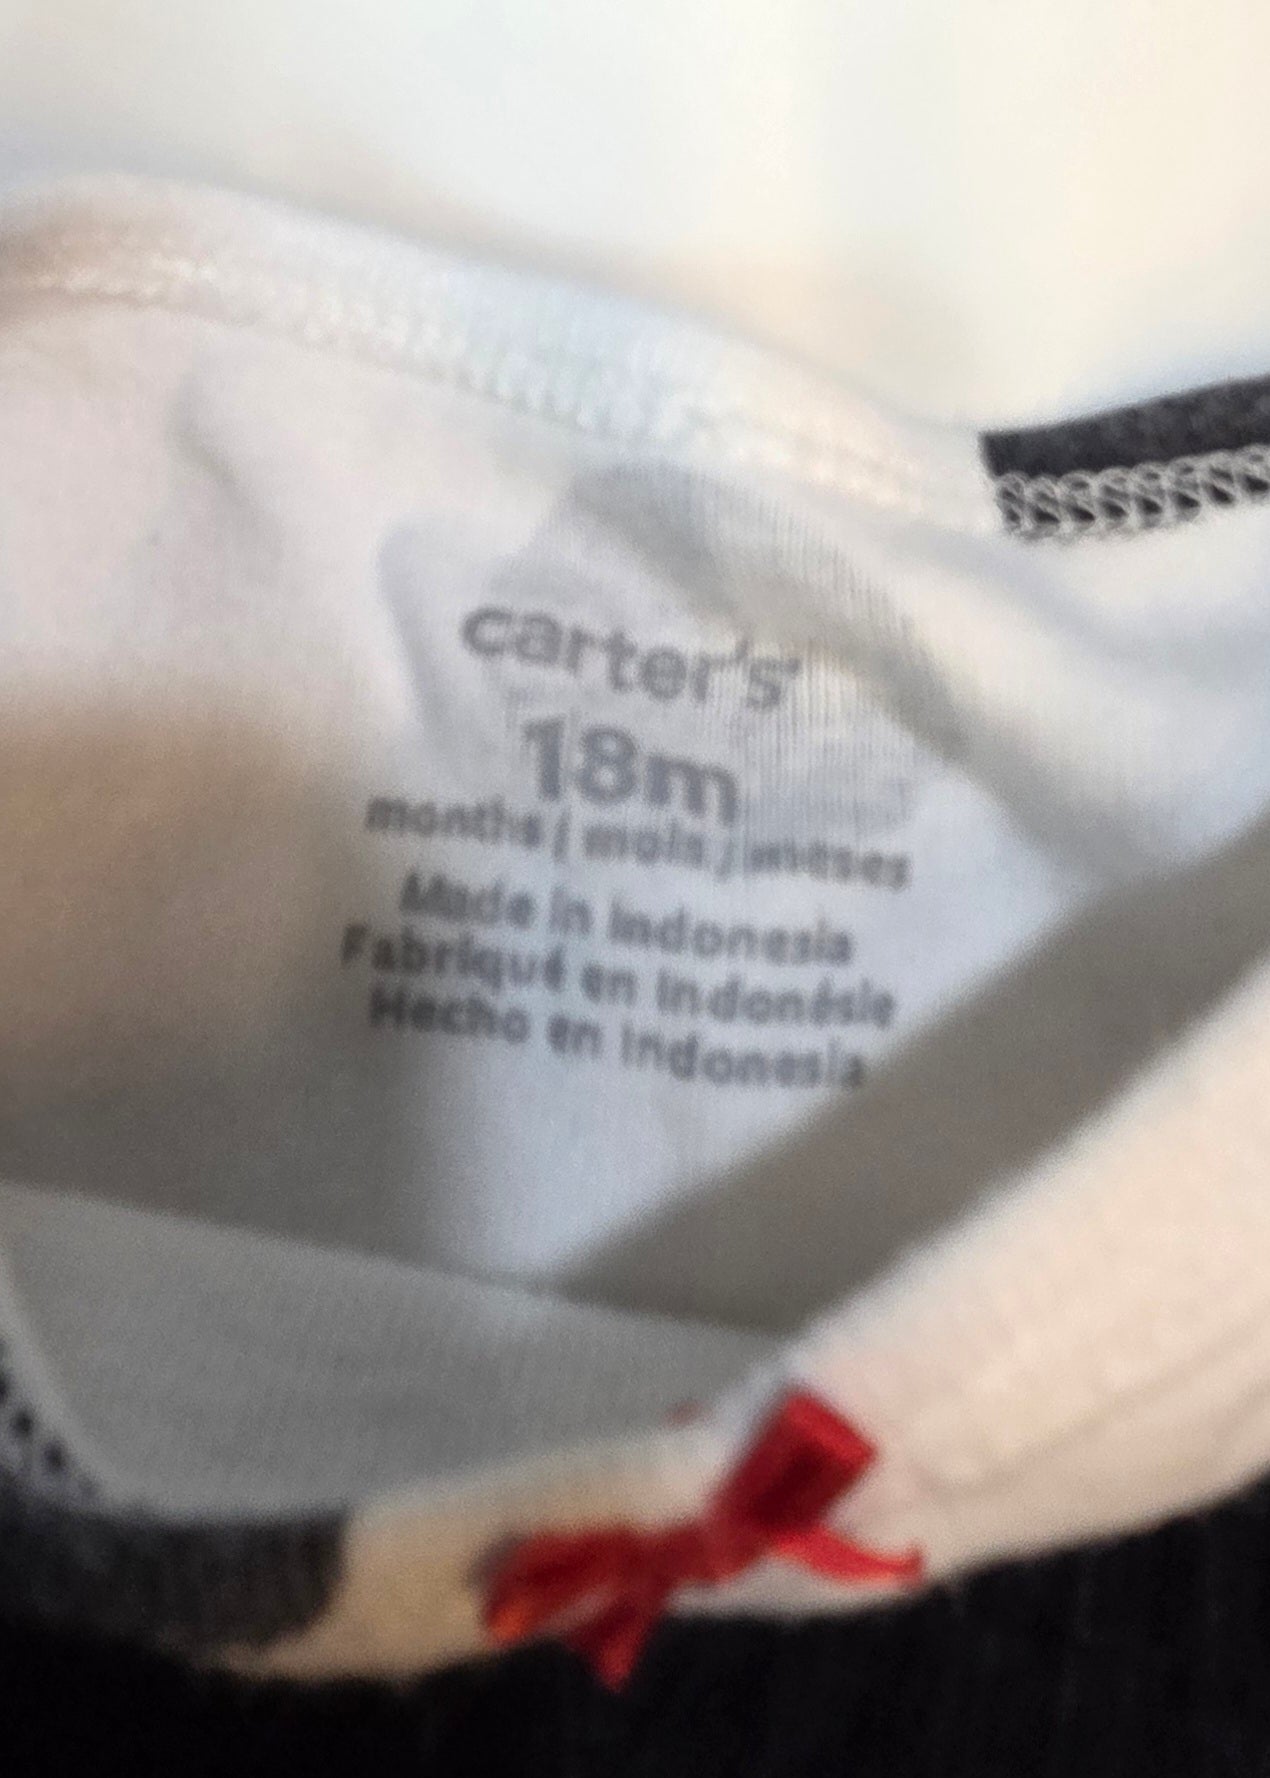 carter's
18m
months / mois / meses
Made in Indonesia
Fabriqué en Indonésie
Hecho en Indonesia